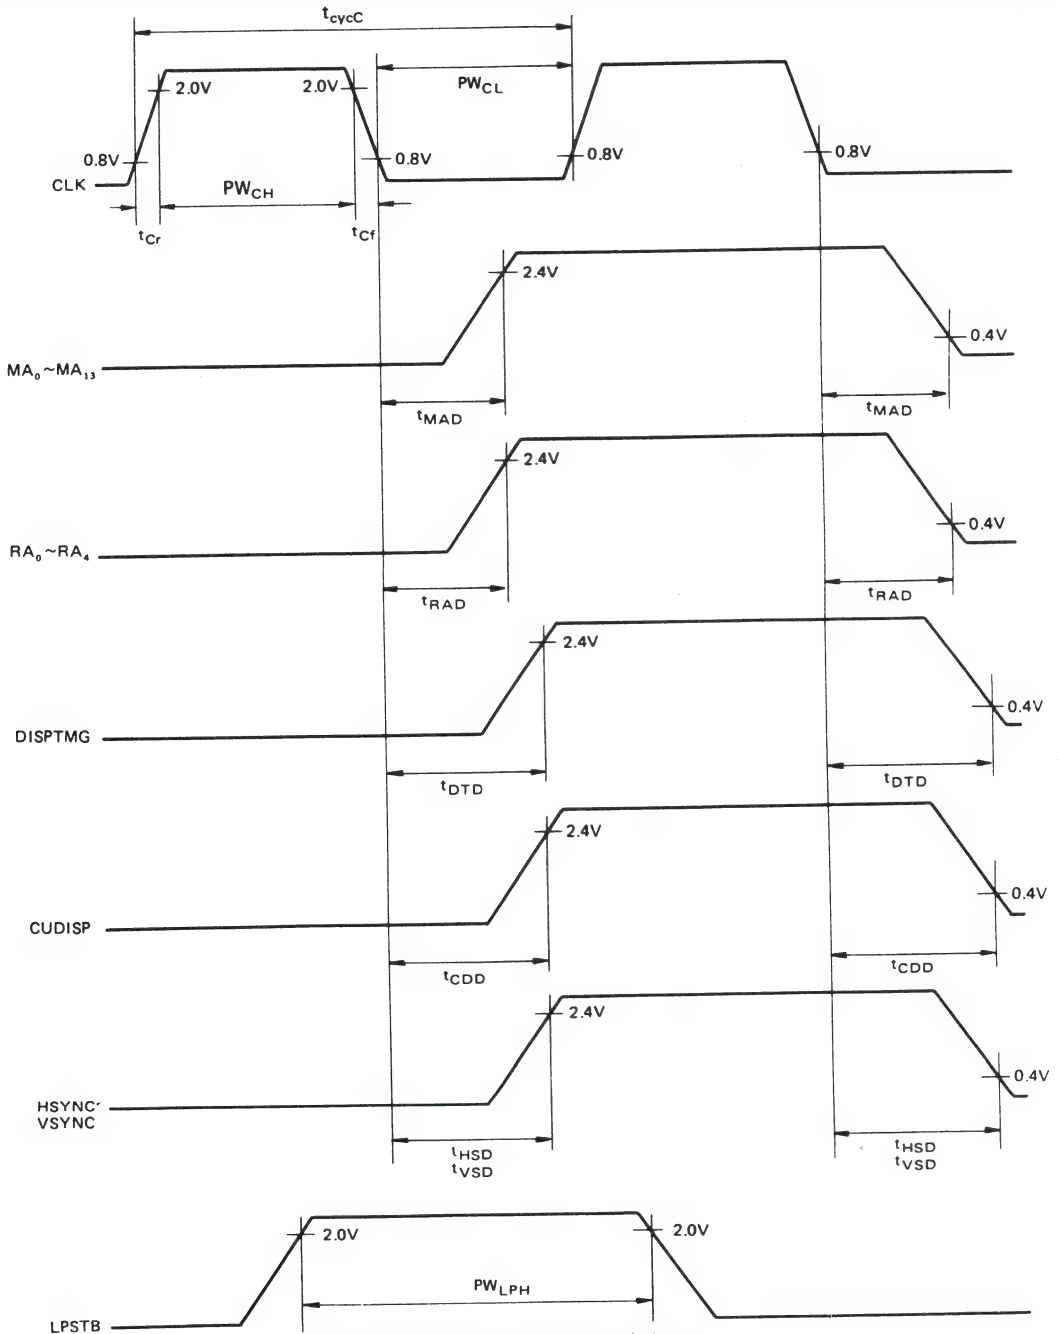 tcycC
2.0V 2.0V PWCL
0.8V 0.8V 0.8V 0.8V
CLK PWCH
tCr tCf
2.4V
0.4V
MA₀~MA₁₃
tMAD tMAD
2.4V
0.4V
RA₀~RA₄
tRAD tRAD
2.4V
0.4V
DISPTMG
tDTD tDTD
2.4V
0.4V
CUDISP
tCDD tCDD
2.4V
0.4V
HSYNC
VSYNC
tHSD tHSD
tVSD tVSD
2.0V 2.0V
PWLPH
LPSTB